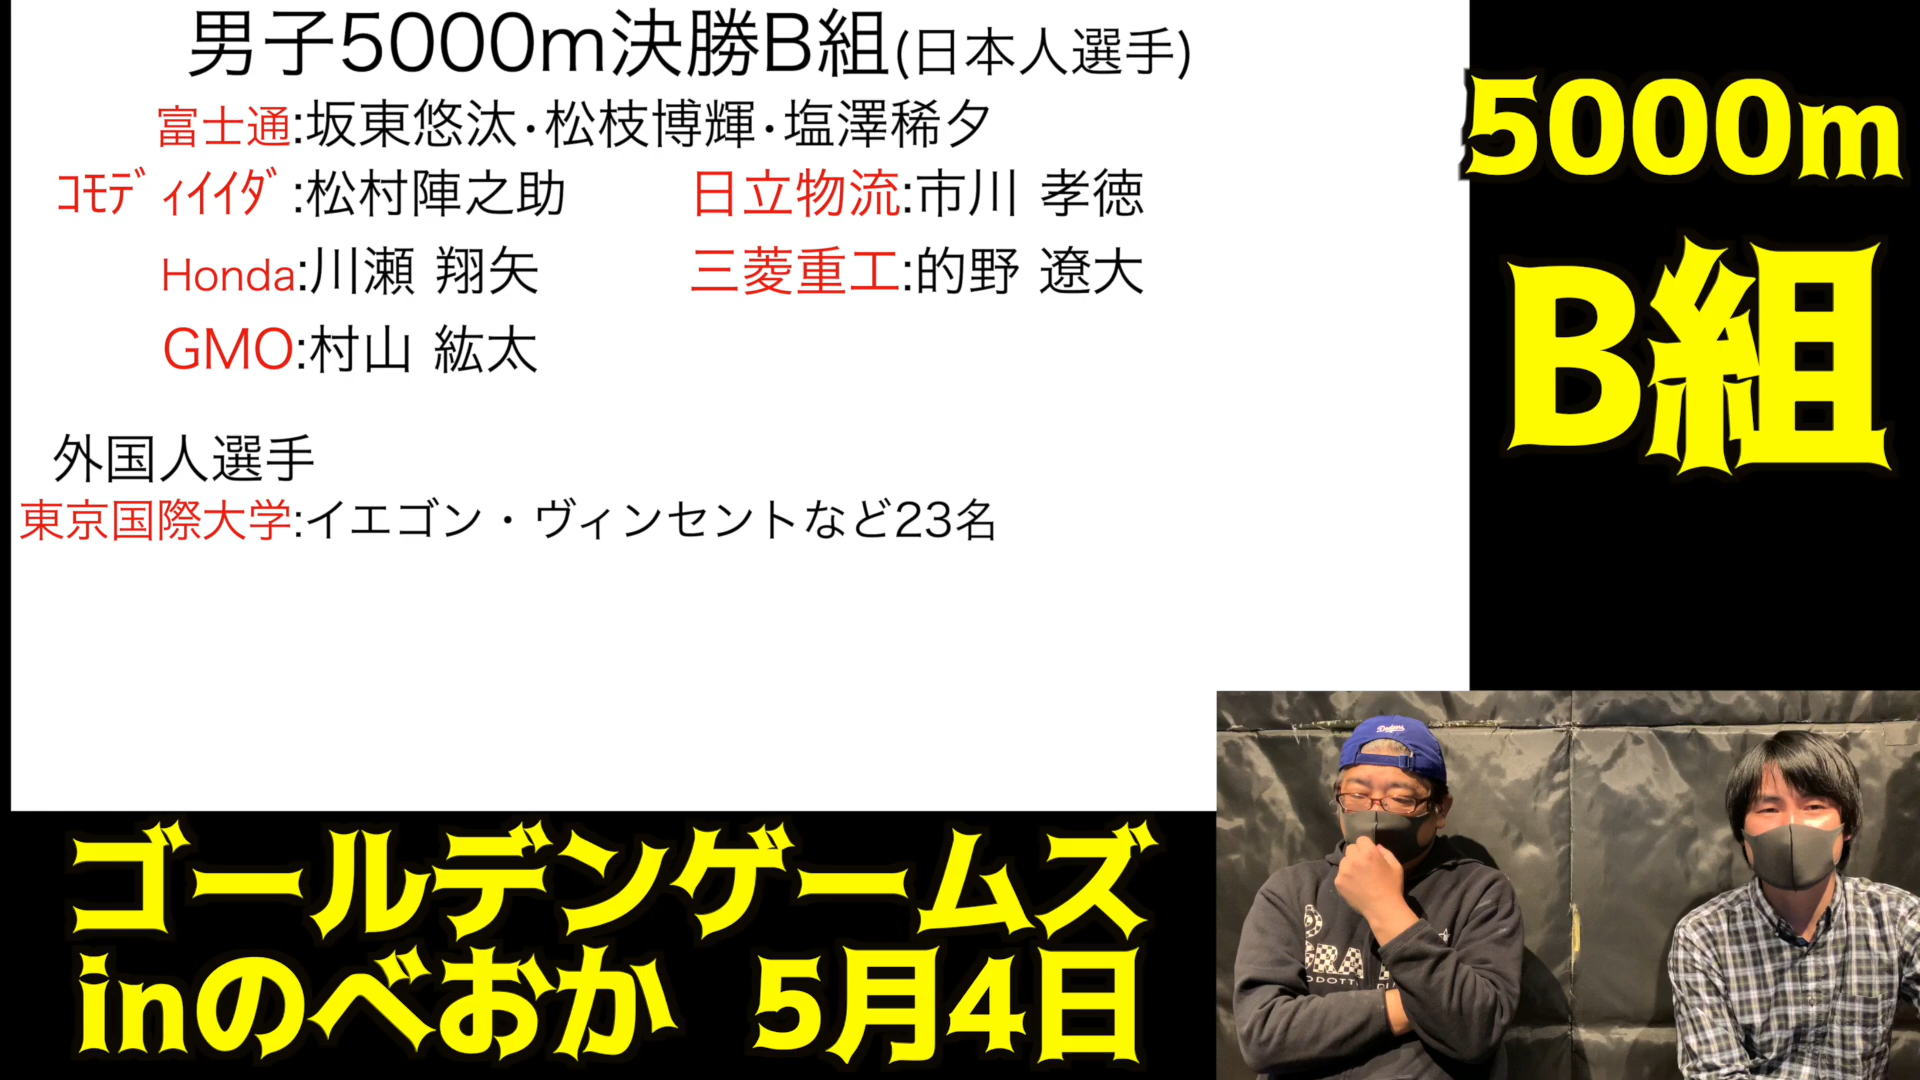 男子5000m決勝B組(日本人選手)
富士通:坂東悠汰・松枝博輝・塩澤稀夕
ｺﾓﾃﾞｨｲｲﾀﾞ:松村陣之助 日立物流:市川 孝徳
Honda:川瀬 翔矢 三菱重工:的野 遼大
GMO:村山 紘太
外国人選手
東京国際大学:イエゴン・ヴィンセントなど23名
5000m
B組
ゴールデンゲームズ
inのべおか 5月4日
Dodgers